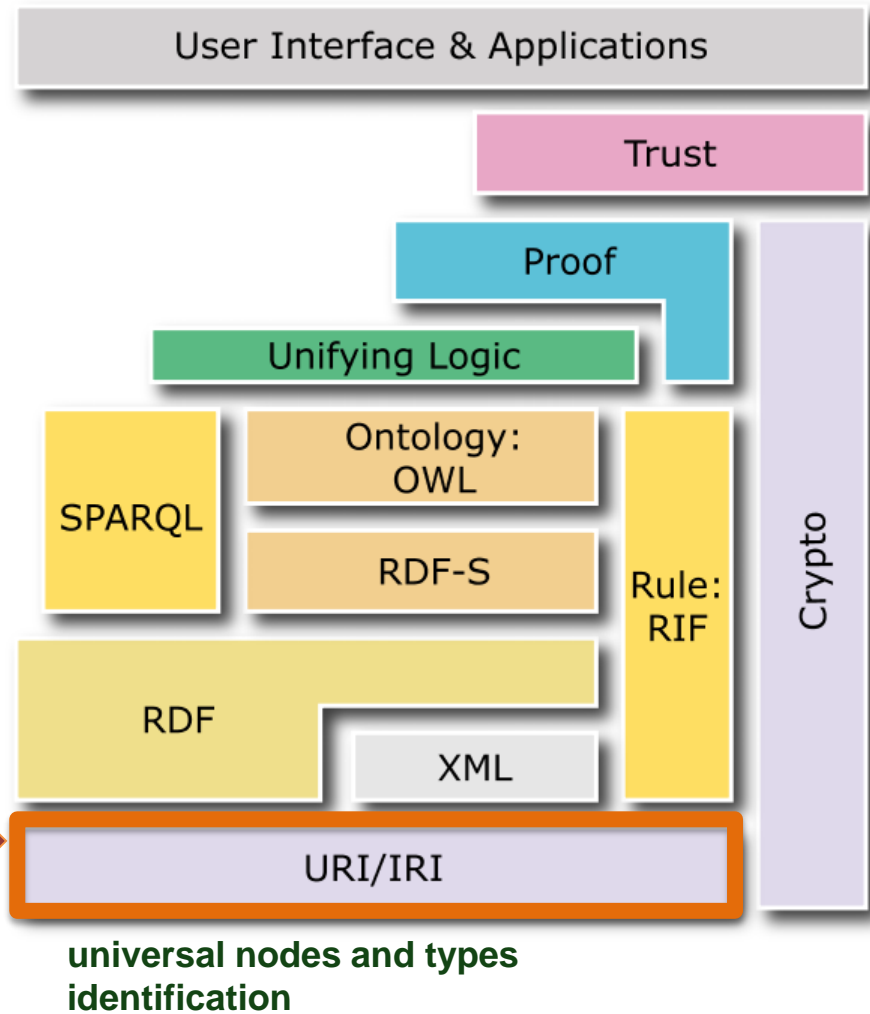 User Interface & Applications
Trust
Proof
Unifying Logic
Ontology:
OWL
SPARQL
RDF-S
Rule:
RIF
Crypto
RDF
XML
URI/IRI
universal nodes and types
identification